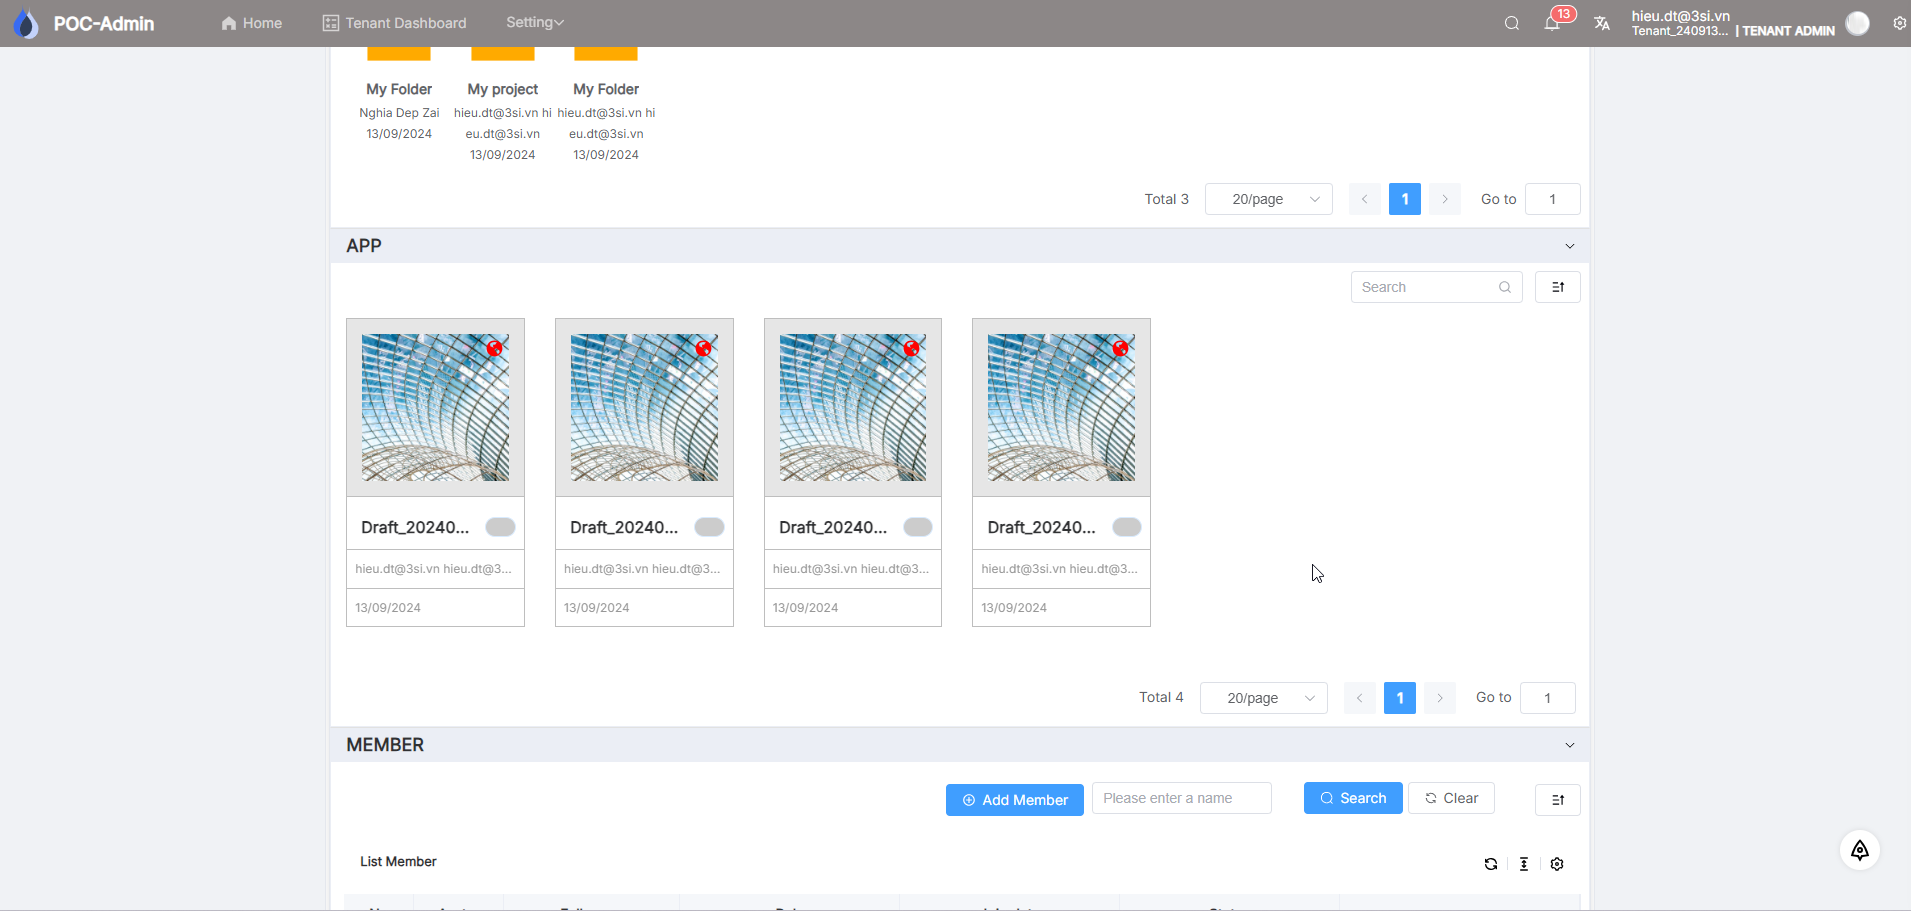 POC-Admin
Home
Tenant Dashboard
Setting
13
hieu.dt@3si.vn
Tenant_240913... | TENANT ADMIN
My Folder
Nghia Dep Zai
13/09/2024
My project
hieu.dt@3si.vn hi
eu.dt@3si.vn
13/09/2024
My Folder
hieu.dt@3si.vn hi
eu.dt@3si.vn
13/09/2024
Total 3
20/page
1
Go to
1
APP
Search
Draft_20240...
hieu.dt@3si.vn hieu.dt@3...
13/09/2024
Draft_20240...
hieu.dt@3si.vn hieu.dt@3...
13/09/2024
Draft_20240...
hieu.dt@3si.vn hieu.dt@3...
13/09/2024
Draft_20240...
hieu.dt@3si.vn hieu.dt@3...
13/09/2024
Total 4
20/page
1
Go to
1
MEMBER
Add Member
Please enter a name
Search
Clear
List Member